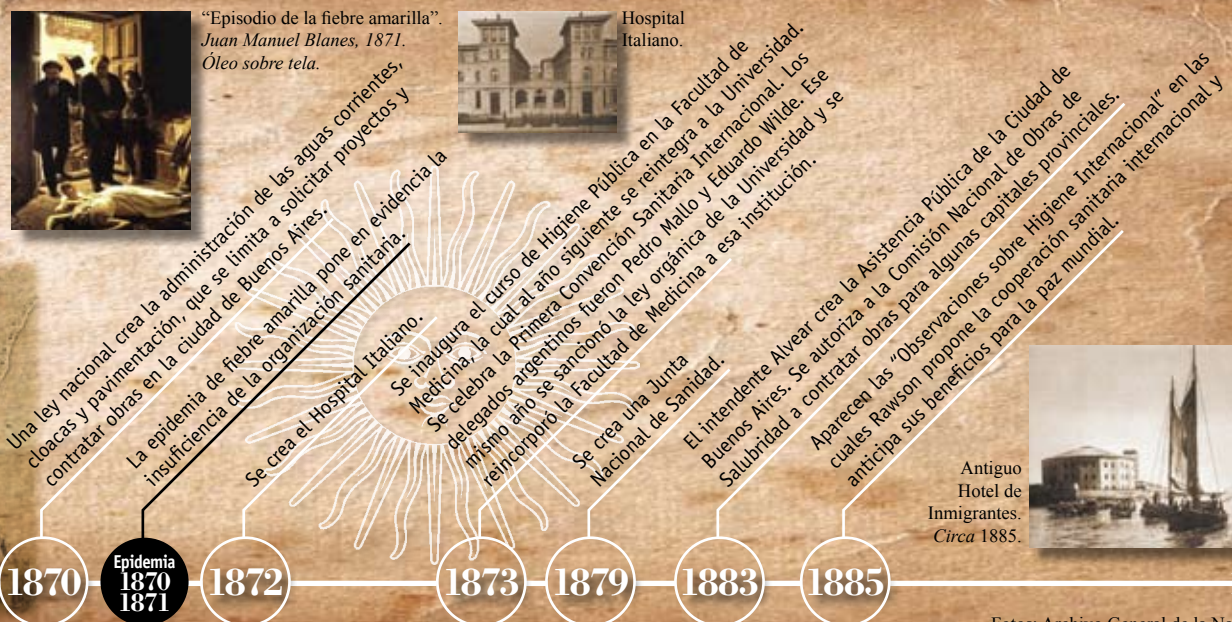 “Episodio de la fiebre amarilla”.
Juan Manuel Blanes, 1871.
Óleo sobre tela.
Hospital
Italiano.
Una ley nacional crea la administración de las aguas corrientes,
cloacas y pavimentación, que se limita a solicitar proyectos y
contratar obras en la ciudad de Buenos Aires.
La epidemia de fiebre amarilla pone en evidencia la
insuficiencia de la organización sanitaria.
Se crea el Hospital Italiano.
Se inaugura el curso de Higiene Pública en la Facultad de
Medicina, la cual al año siguiente se reintegra a la Universidad.
Se celebra la Primera Convención Sanitaria Internacional. Los
delegados argentinos fueron Pedro Mallo y Eduardo Wilde. Ese
mismo año se sancionó la ley orgánica de la Universidad y se
reincorporó la Facultad de Medicina a esa institución.
Se crea una Junta
Nacional de Sanidad.
El intendente Alvear crea la Asistencia Pública de la Ciudad de
Buenos Aires. Se autoriza a la Comisión Nacional de Obras de
Salubridad a contratar obras para algunas capitales provinciales.
Aparecen las “Observaciones sobre Higiene Internacional” en las
cuales Rawson propone la cooperación sanitaria internacional y
anticipa sus beneficios para la paz mundial.
Antiguo
Hotel de
Inmigrantes.
Circa 1885.
1870
Epidemia
1870
1871
1872
1873
1879
1883
1885